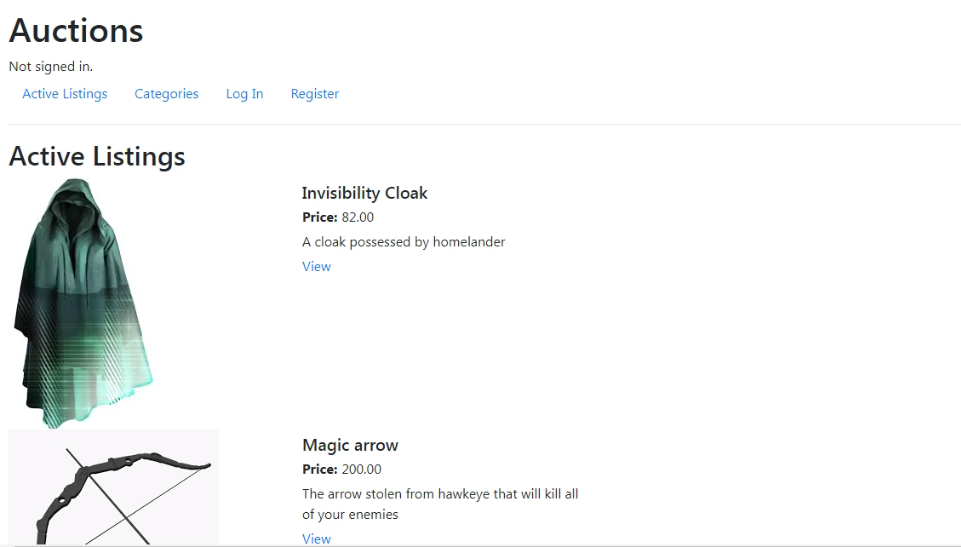 Auctions
Not signed in.
Active Listings Categories Log In Register
Active Listings
Invisibility Cloak
Price: 82.00
A cloak possessed by homelander
View
Magic arrow
Price: 200.00
The arrow stolen from hawkeye that will kill all
of your enemies
View